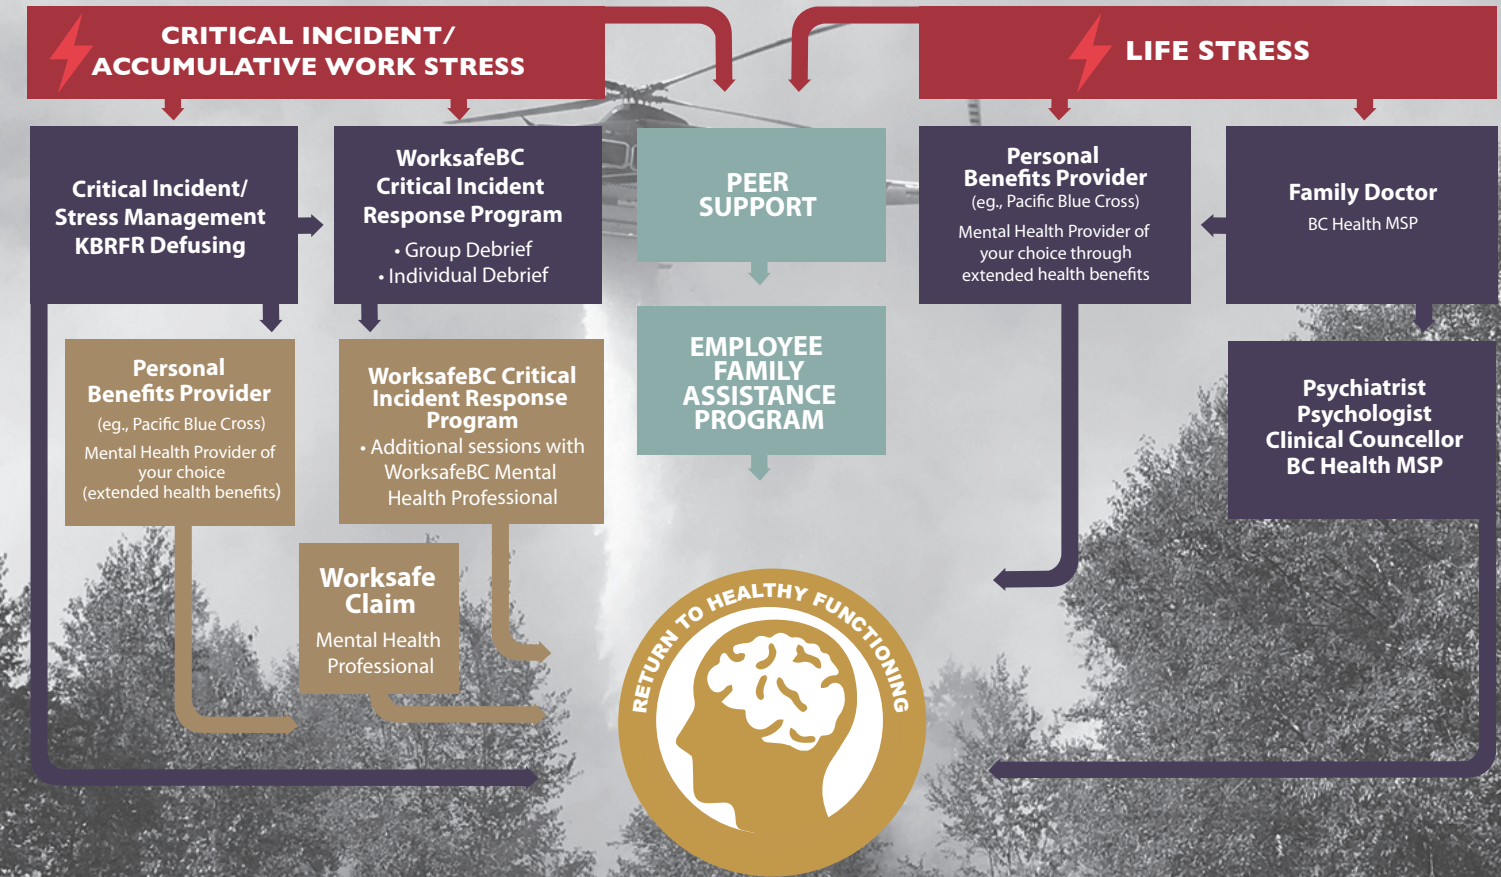 CRITICAL INCIDENT/
ACCUMULATIVE WORK STRESS
LIFE STRESS
Critical Incident/
Stress Management
KBRFR Defusing
WorksafeBC
Critical Incident
Response Program
• Group Debrief
• Individual Debrief
PEER
SUPPORT
Personal
Benefits Provider
(eg., Pacific Blue Cross)
Mental Health Provider of
your choice through
extended health benefits
Family Doctor
BC Health MSP
Personal
Benefits Provider
(eg., Pacific Blue Cross)
Mental Health Provider of
your choice
(extended health benefits)
WorksafeBC Critical
Incident Response
Program
• Additional sessions with
WorksafeBC Mental
Health Professional
EMPLOYEE
FAMILY
ASSISTANCE
PROGRAM
Psychiatrist
Psychologist
Clinical Councellor
BC Health MSP
Worksafe
Claim
Mental Health
Professional
RETURN TO HEALTHY FUNCTIONING